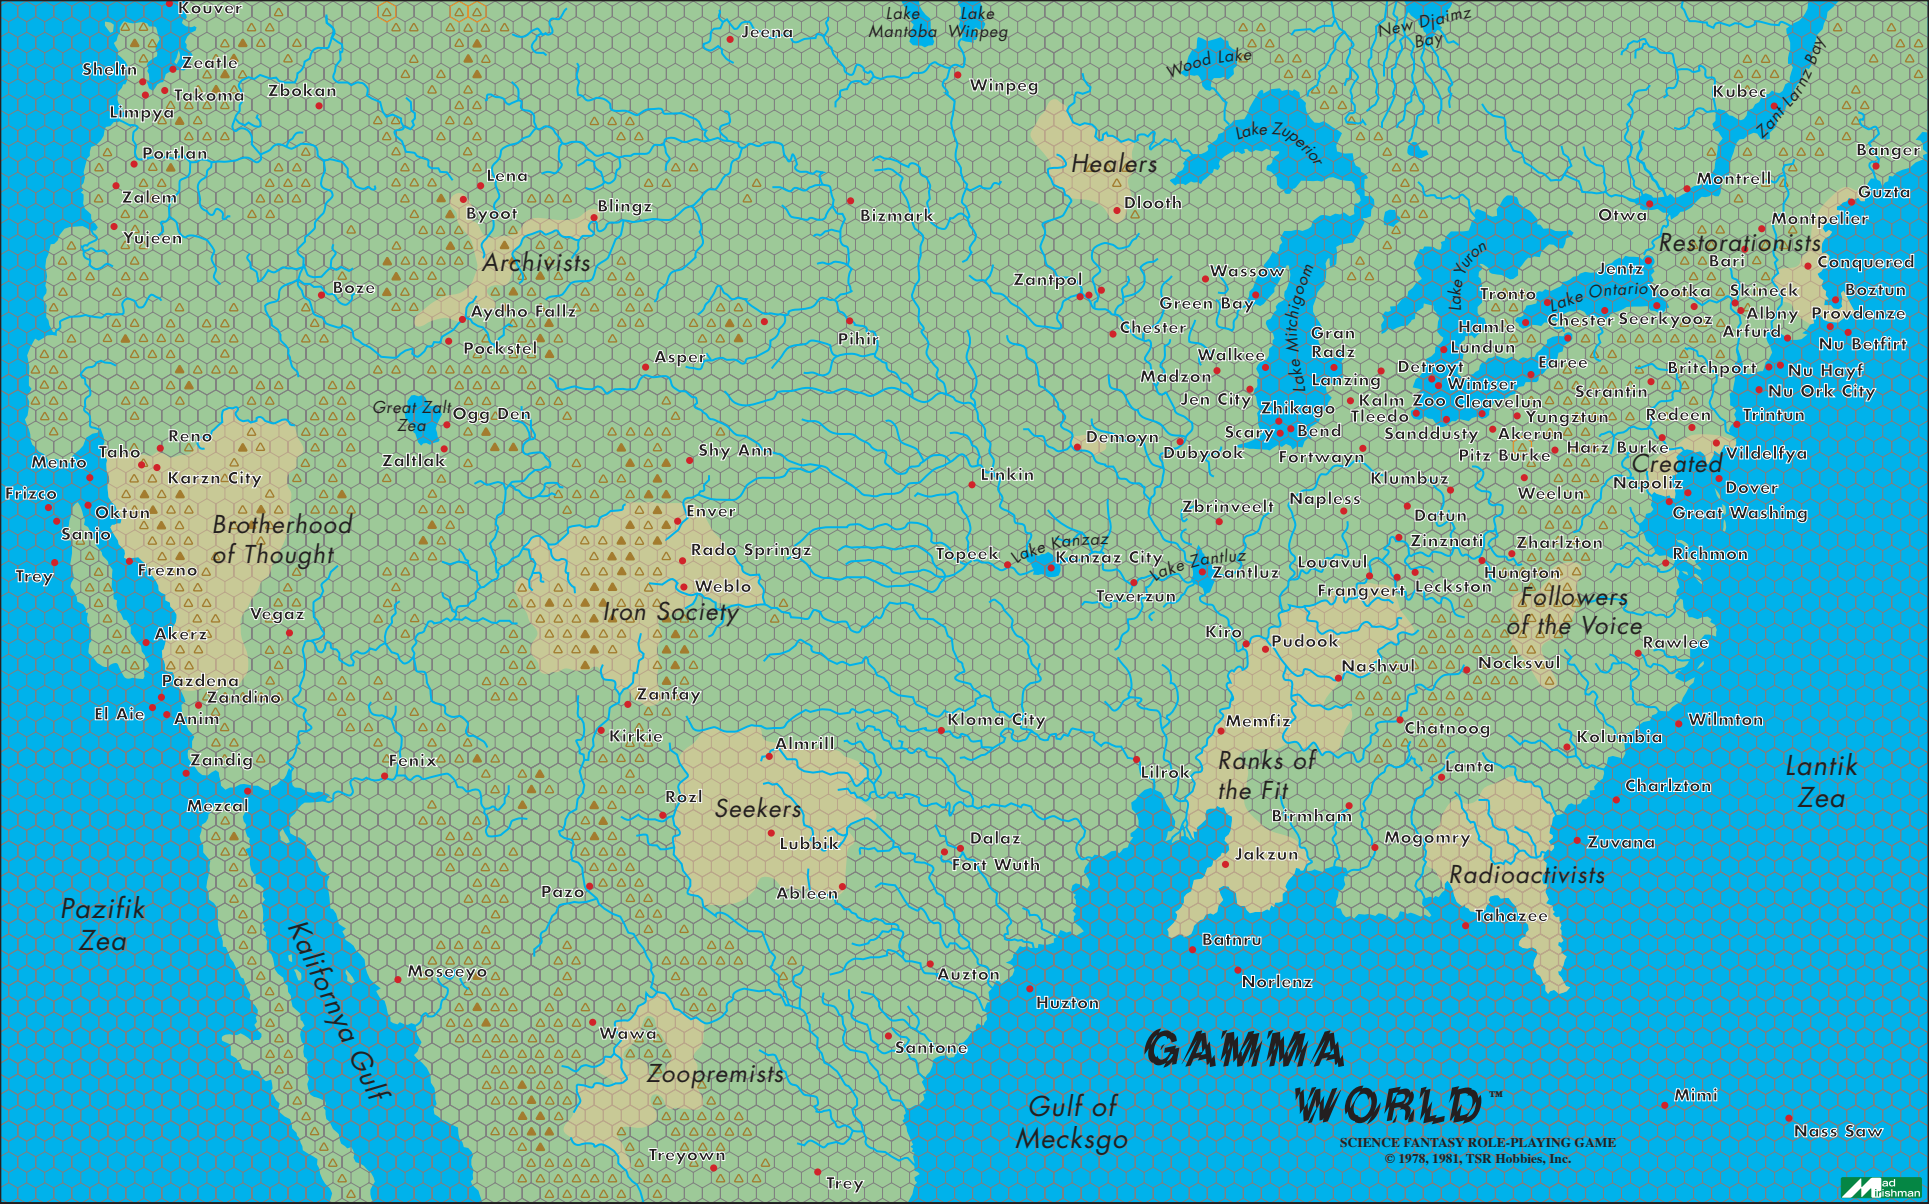 Kouver
Lake
Mantoba
Lake
Winpeg
New Djaimz
Bay
Jeena
Wood Lake
Zant Larnz Bay
Sheltn
Zeatle
Takoma
Limpya
Zbokan
Winpeg
Kubec
Lake Zuperior
Portlan
Banger
Healers
Zalem
Lena
Montrell
Guzta
Byoot
Blingz
Bizmark
Dlooth
Otwa
Montpelier
Yujeen
Restorationists
Archivists
Lake Yuron
Bari
Conquered
Wassow
Jentz
Boze
Zantpol
Green Bay
Lake Mitchigoom
Tronto
Lake Ontario
Yootka
Skineck
Boztun
Aydho Fallz
Chester
Hamle
Chester
Seerkyooz
Albny
Provdenze
Arfurd
Pihir
Gran
Radz
Lundun
Nu Betfirt
Pockstel
Asper
Walkee
Detroyt
Earee
Britchport
Nu Hayf
Madzon
Lanzing
Wintser
Scrantin
Nu Ork City
Great Zalt
Zea
Ogg Den
Jen City
Zhikago
Kalm
Zoo
Cleavelun
Tleedo
Yungztun
Redeen
Trintun
Reno
Taho
Demoyn
Scary
Bend
Sanddusty
Akerun
Harz Burke
Mento
Zaltlak
Shy Ann
Dubyook
Fortwayn
Pitz Burke
Vildelfya
Karzn City
Linkin
Created
Klumbuz
Napoliz
Dover
Frizco
Weelun
Oktun
Enver
Zbrinveelt
Napless
Datun
Great Washing
Brotherhood
of Thought
Sanjo
Rado Springz
Topeek
Lake Kanzaz
Kanzaz City
Zinznati
Zharlzton
Richmon
Trey
Frezno
Lake Zantluz
Zantluz
Louavul
Hungton
Weblo
Teverzun
Frangvert
Leckston
Iron Society
Followers
of the Voice
Vegaz
Akerz
Kiro
Pudook
Rawlee
Nashvul
Nocksvul
Pazdena
Zandino
Zanfay
El Aie
Anim
Kirkie
Kloma City
Memfiz
Chatnoog
Wilmton
Kolumbia
Zandig
Fenix
Almrill
Lilrok
Ranks of
the Fit
Lanta
Lantik
Zea
Mezcal
Rozl
Seekers
Birmham
Charlzton
Lubbik
Dalaz
Fort Wuth
Jakzun
Mogomry
Zuvana
Pazo
Ableen
Radioactivists
Pazifik
Zea
Tahazee
Kalifornya Gulf
Batnru
Moseeyo
Auzton
Norlenz
Huzton
Wawa
Santone
GAMMA
WORLD™
Zoopremists
Gulf of
Mecksgo
Mimi
Nass Saw
SCIENCE FANTASY ROLE-PLAYING GAME
© 1978, 1981, TSR Hobbies, Inc.
Treyown
Trey
Mad
Irishman